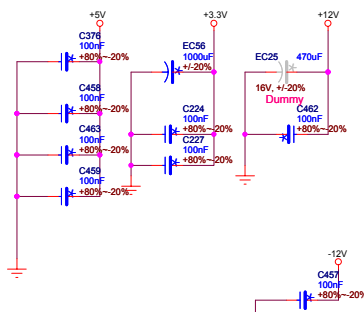 +5V
C376
100nF
+80%~-20%
C458
100nF
+80%~-20%
C463
100nF
+80%~-20%
C459
100nF
+80%~-20%
+3.3V
EC56
1000uF
+/-20%
C224
100nF
+80%~-20%
C227
100nF
+80%~-20%
+12V
EC25
470uF
16V, +/-20%
Dummy
C462
100nF
+80%~-20%
-12V
C457
100nF
+80%~-20%